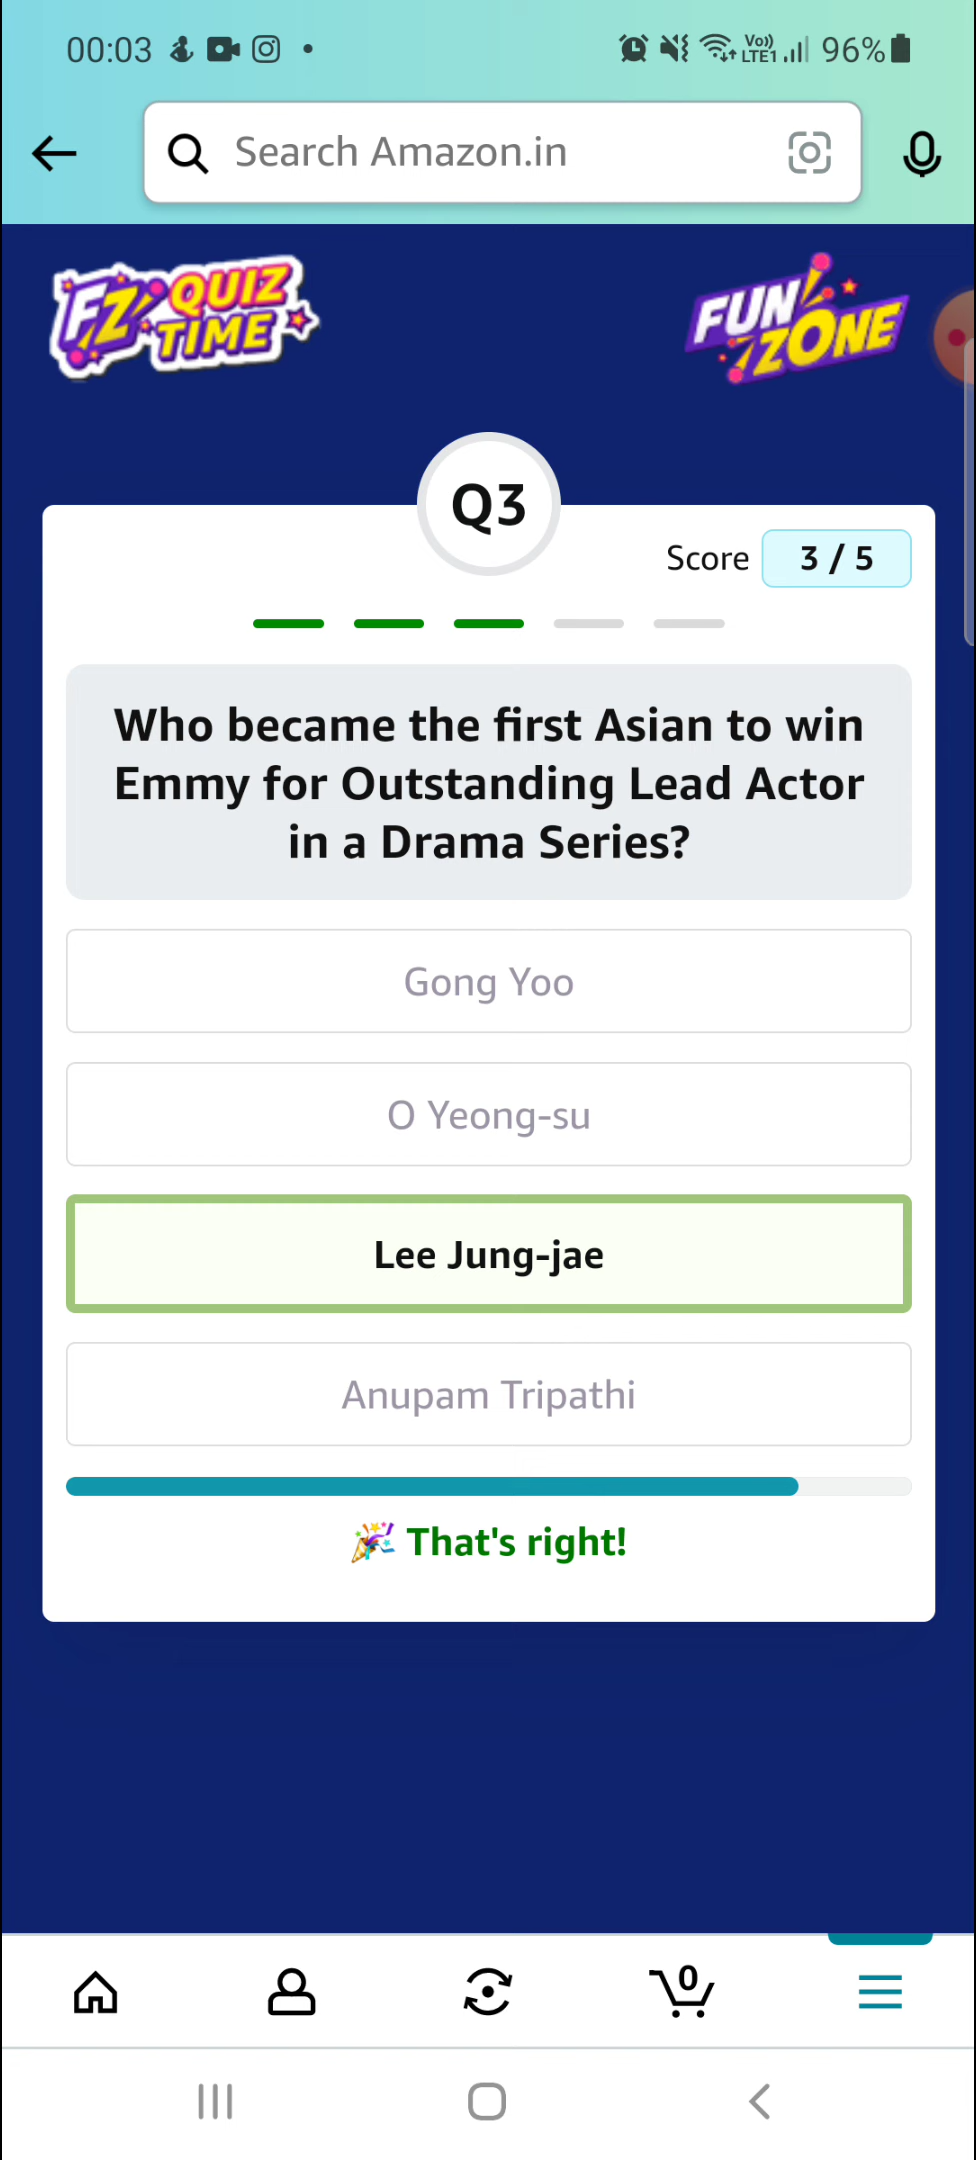 00:03
Vo))
LTE1
96%
Search Amazon.in
FZ QUIZ
TIME
FUN
ZONE
Q3
Score 3 / 5
Who became the first Asian to win
Emmy for Outstanding Lead Actor
in a Drama Series?
Gong Yoo
O Yeong-su
Lee Jung-jae
Anupam Tripathi
🎉 That's right!
0